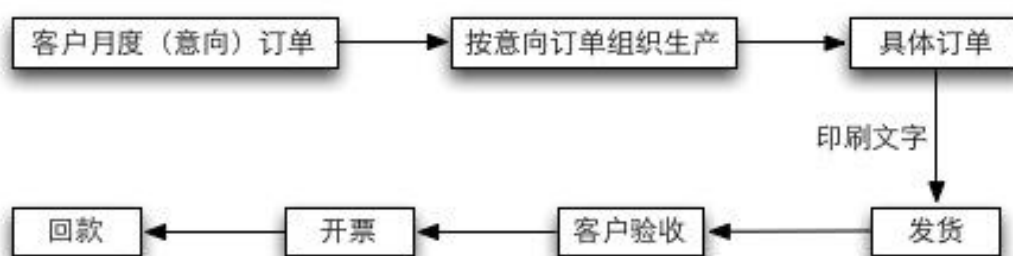 客户月度（意向）订单
按意向订单组织生产
具体订单
印刷文字
发货
客户验收
开票
回款